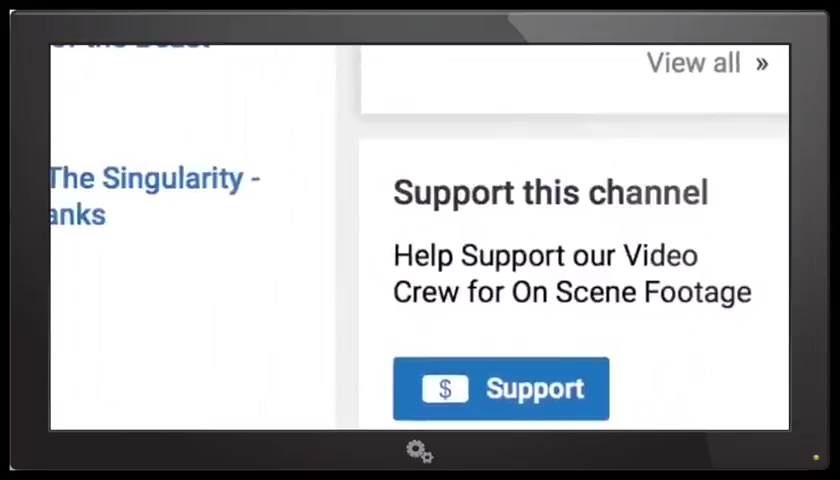 View all »
The Singularity -
anks
Support this channel
Help Support our Video
Crew for On Scene Footage
$ Support